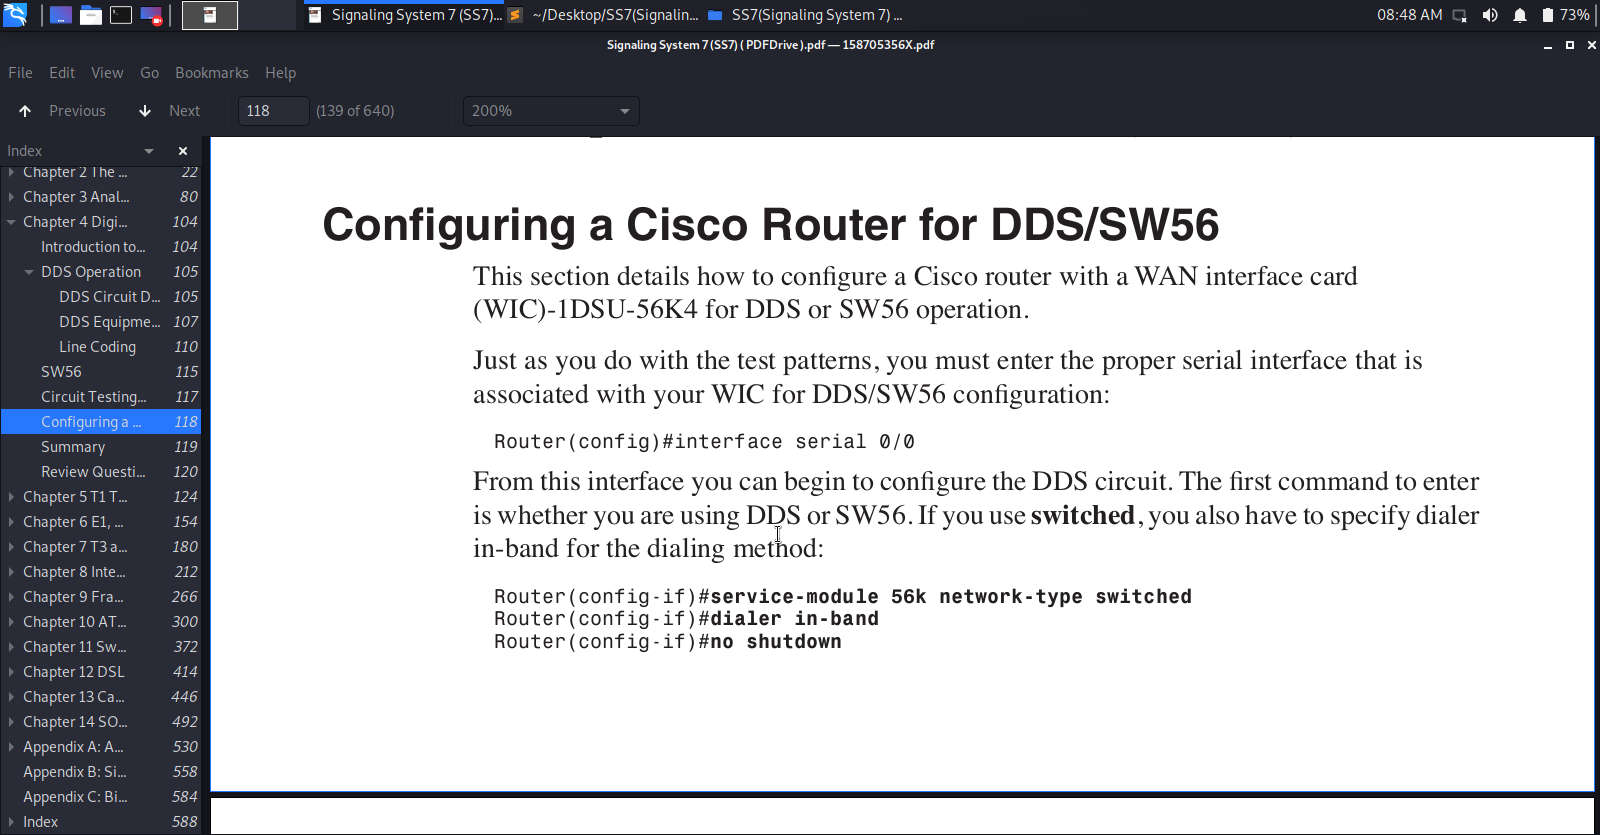 Signaling System 7 (SS7)...
~/Desktop/SS7(Signalin...
SS7(Signaling System 7) ...
08:48 AM
73%
Signaling System 7 (SS7) ( PDFDrive ).pdf — 158705356X.pdf
File Edit View Go Bookmarks Help
Previous Next 118 (139 of 640) 200%
Index
Chapter 2 The ... 22
Chapter 3 Anal... 80
Chapter 4 Digi... 104
Introduction to... 104
DDS Operation 105
DDS Circuit D... 105
DDS Equipme... 107
Line Coding 110
SW56 115
Circuit Testing... 117
Configuring a ... 118
Summary 119
Review Questi... 120
Chapter 5 T1 T... 124
Chapter 6 E1, ... 154
Chapter 7 T3 a... 180
Chapter 8 Inte... 212
Chapter 9 Fra... 266
Chapter 10 AT... 300
Chapter 11 Sw... 372
Chapter 12 DSL 414
Chapter 13 Ca... 446
Chapter 14 SO... 492
Appendix A: A... 530
Appendix B: Si... 558
Appendix C: Bi... 584
Index 588
Configuring a Cisco Router for DDS/SW56
This section details how to configure a Cisco router with a WAN interface card
(WIC)-1DSU-56K4 for DDS or SW56 operation.
Just as you do with the test patterns, you must enter the proper serial interface that is
associated with your WIC for DDS/SW56 configuration:
Router(config)#interface serial 0/0
From this interface you can begin to configure the DDS circuit. The first command to enter
is whether you are using DDS or SW56. If you use switched, you also have to specify dialer
in-band for the dialing method:
Router(config-if)#service-module 56k network-type switched
Router(config-if)#dialer in-band
Router(config-if)#no shutdown